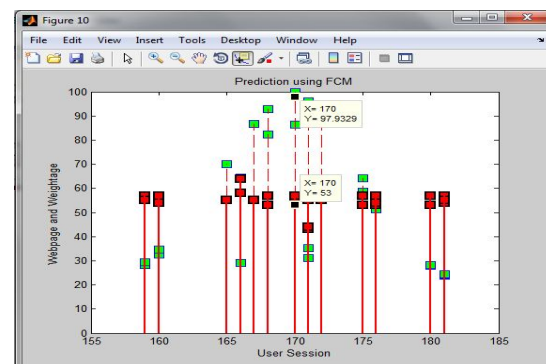 Figure 10
File Edit View Insert Tools Desktop Window Help
Prediction using FCM
Webpage and Weightage
100
90
80
70
60
50
40
30
20
10
0
X= 170
Y= 97.9329
X= 170
Y= 53
155 160 165 170 175 180 185
User Session